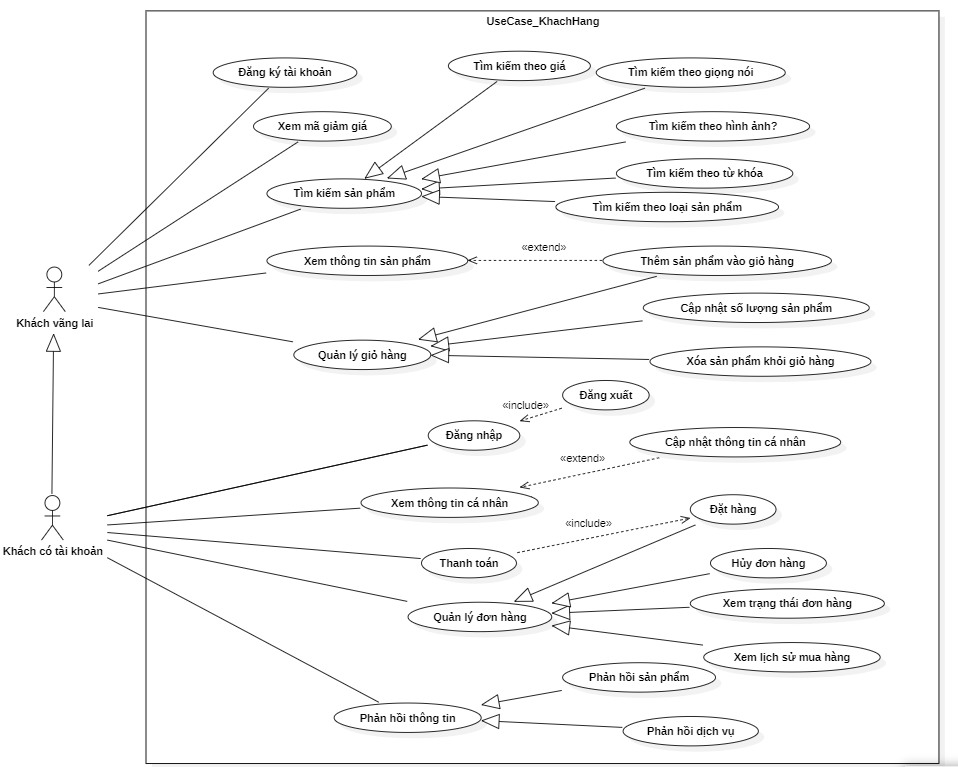 UseCase_KhachHang
Đăng ký tài khoản
Tìm kiếm theo giá
Tìm kiếm theo giọng nói
Xem mã giảm giá
Tìm kiếm theo hình ảnh?
Tìm kiếm theo từ khóa
Tìm kiếm sản phẩm
Tìm kiếm theo loại sản phẩm
«extend»
Xem thông tin sản phẩm
Thêm sản phẩm vào giỏ hàng
Cập nhật số lượng sản phẩm
Khách vãng lai
Quản lý giỏ hàng
Xóa sản phẩm khỏi giỏ hàng
Đăng xuất
«include»
Đăng nhập
Cập nhật thông tin cá nhân
«extend»
Xem thông tin cá nhân
Đặt hàng
«include»
Khách có tài khoản
Thanh toán
Hủy đơn hàng
Xem trạng thái đơn hàng
Quản lý đơn hàng
Xem lịch sử mua hàng
Phản hồi sản phẩm
Phản hồi thông tin
Phản hồi dịch vụ